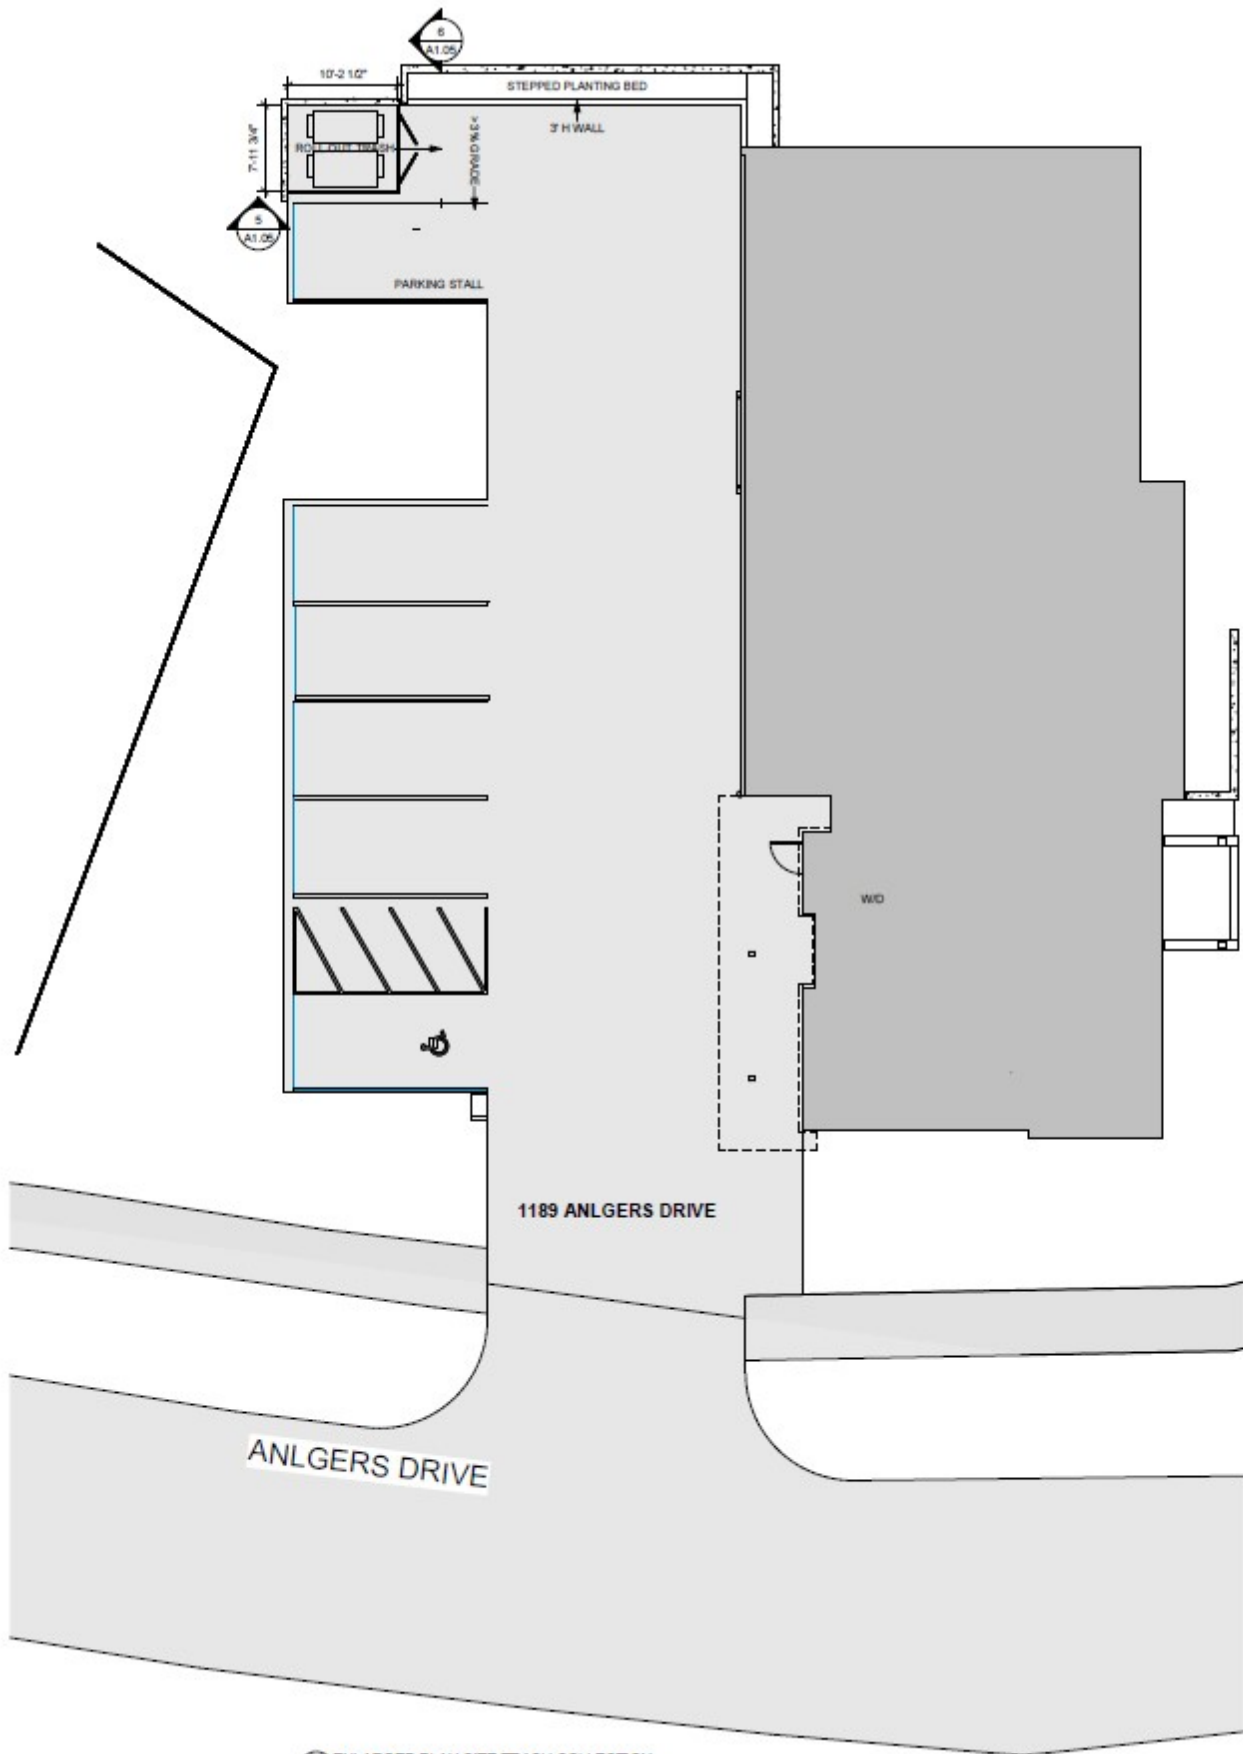 6
A1.05
10'-2 1/2"
STEPPED PLANTING BED
3' H WALL
7'-11 3/4"
ROLL OUT TRASH
>3% GRADE
5
A1.05
PARKING STALL
W/D
1189 ANLGERS DRIVE
ANLGERS DRIVE